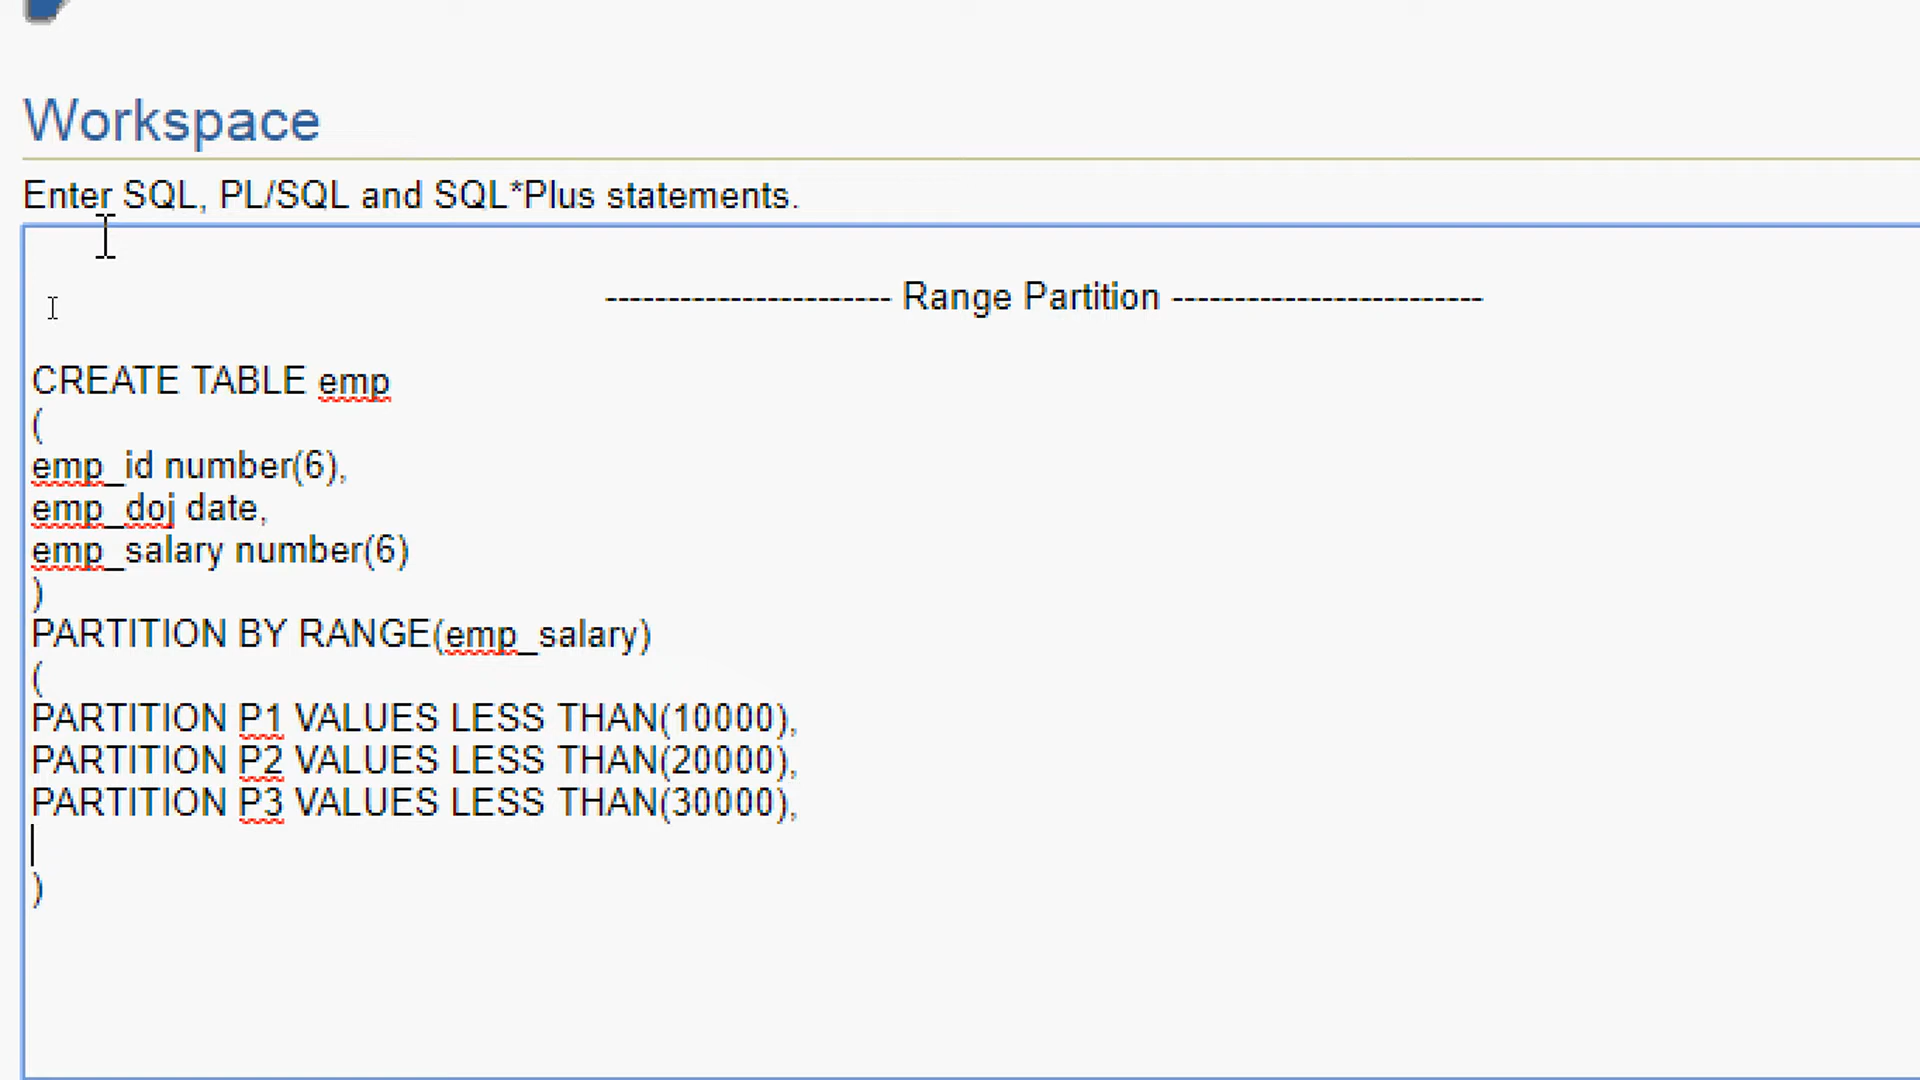 Workspace
Enter SQL, PL/SQL and SQL*Plus statements.
----------------------- Range Partition -------------------------
CREATE TABLE emp
(
emp_id number(6),
emp_doj date,
emp_salary number(6)
)
PARTITION BY RANGE(emp_salary)
(
PARTITION P1 VALUES LESS THAN(10000),
PARTITION P2 VALUES LESS THAN(20000),
PARTITION P3 VALUES LESS THAN(30000),
)